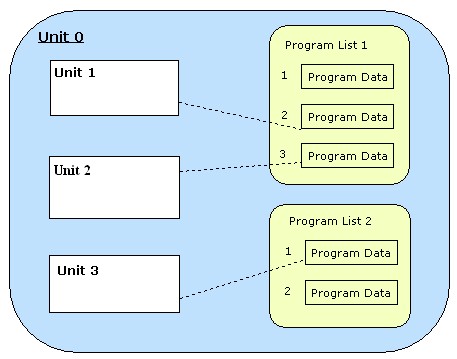 Unit 0
Unit 1
Unit 2
Unit 3
Program List 1
1 Program Data
2 Program Data
3 Program Data
Program List 2
1 Program Data
2 Program Data